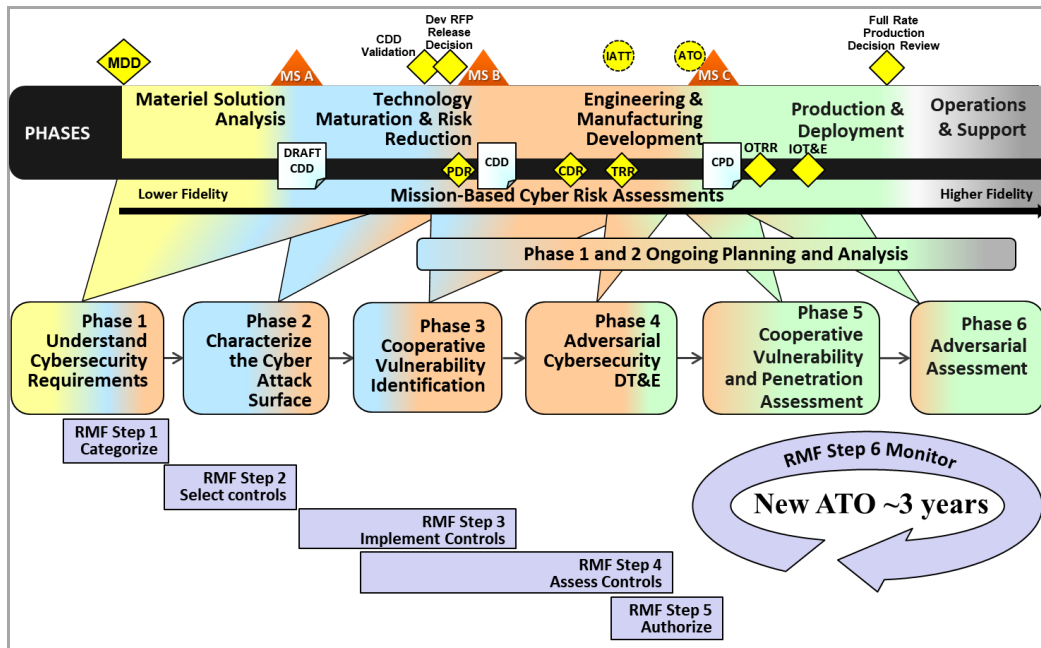 MDD
MS A
CDD
Validation
Dev RFP
Release
Decision
MS B
IATT
ATO
MS C
Full Rate
Production
Decision Review
PHASES
Materiel Solution
Analysis
Technology
Maturation & Risk
Reduction
Engineering &
Manufacturing
Development
Production &
Deployment
Operations
& Support
DRAFT
CDD
PDR
CDD
CDR
TRR
CPD
OTRR
IOT&E
Lower Fidelity
Mission-Based Cyber Risk Assessments
Higher Fidelity
Phase 1 and 2 Ongoing Planning and Analysis
Phase 1
Understand
Cybersecurity
Requirements
Phase 2
Characterize
the Cyber
Attack
Surface
Phase 3
Cooperative
Vulnerability
Identification
Phase 4
Adversarial
Cybersecurity
DT&E
Phase 5
Cooperative
Vulnerability
and Penetration
Assessment
Phase 6
Adversarial
Assessment
RMF Step 1
Categorize
RMF Step 2
Select controls
RMF Step 3
Implement Controls
RMF Step 4
Assess Controls
RMF Step 5
Authorize
RMF Step 6 Monitor
New ATO ~3 years